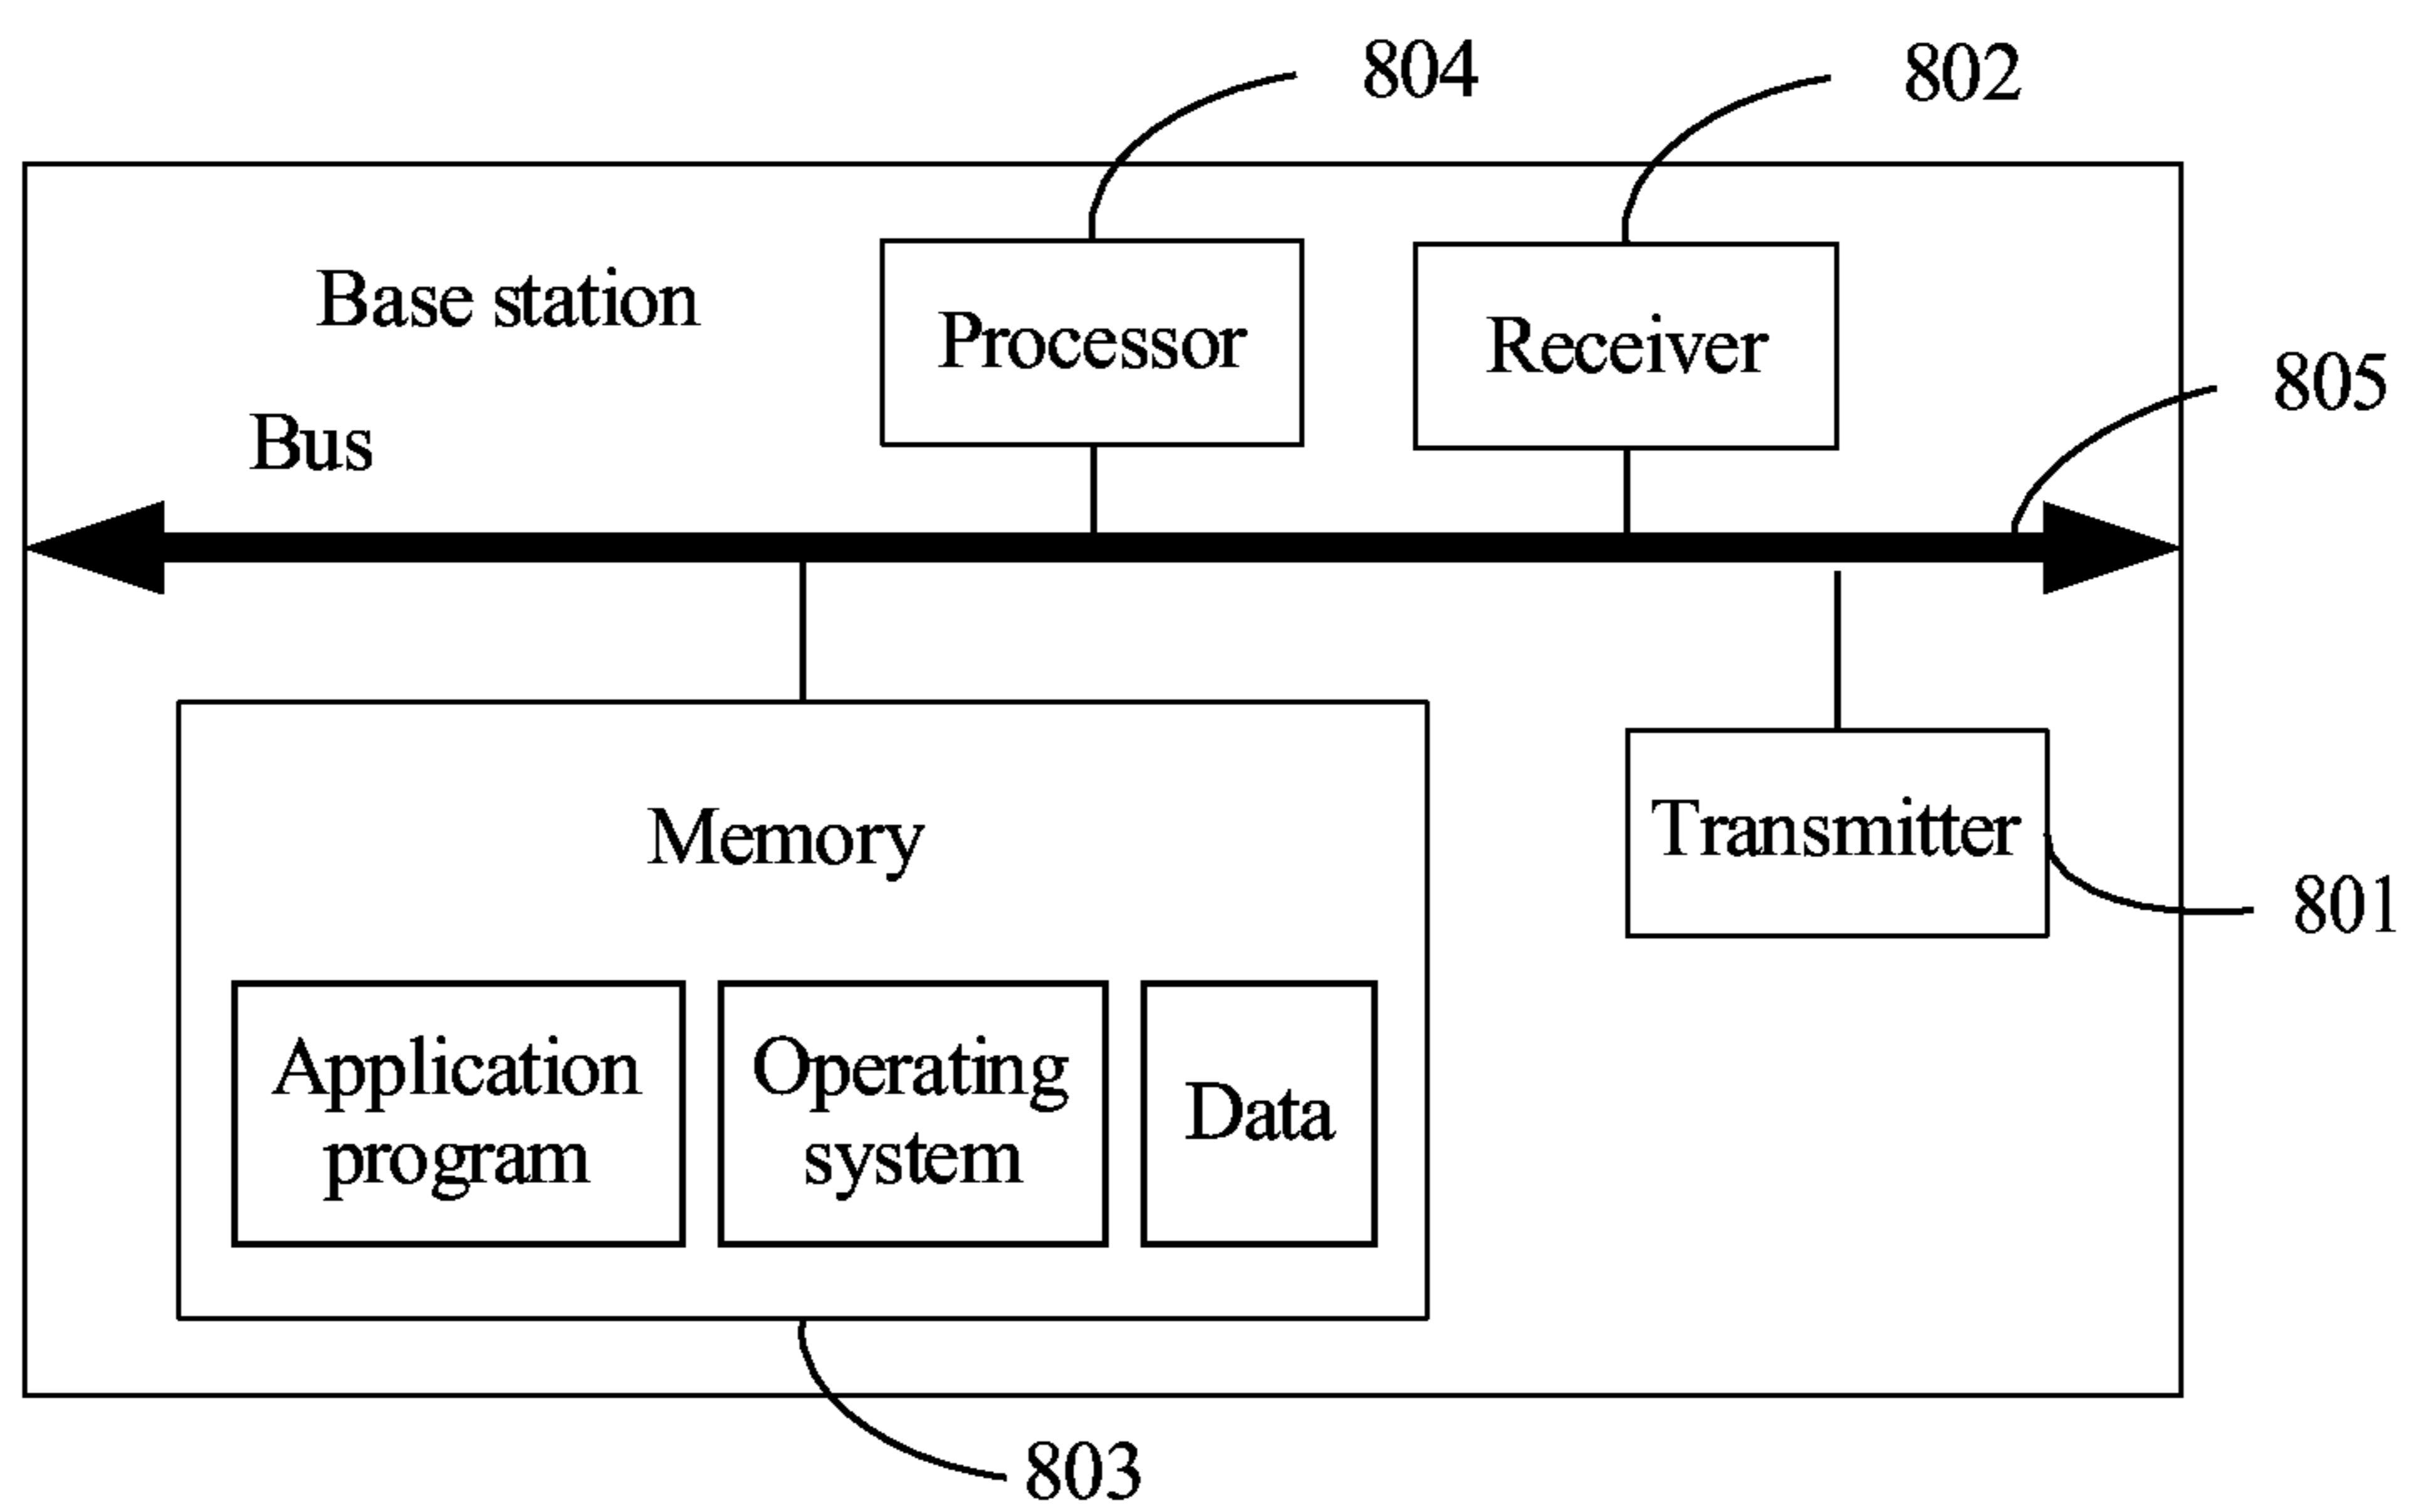 804
802
Base station
Processor
Receiver
805
Bus
Memory
Transmitter
801
Application
program
Operating
system
Data
803